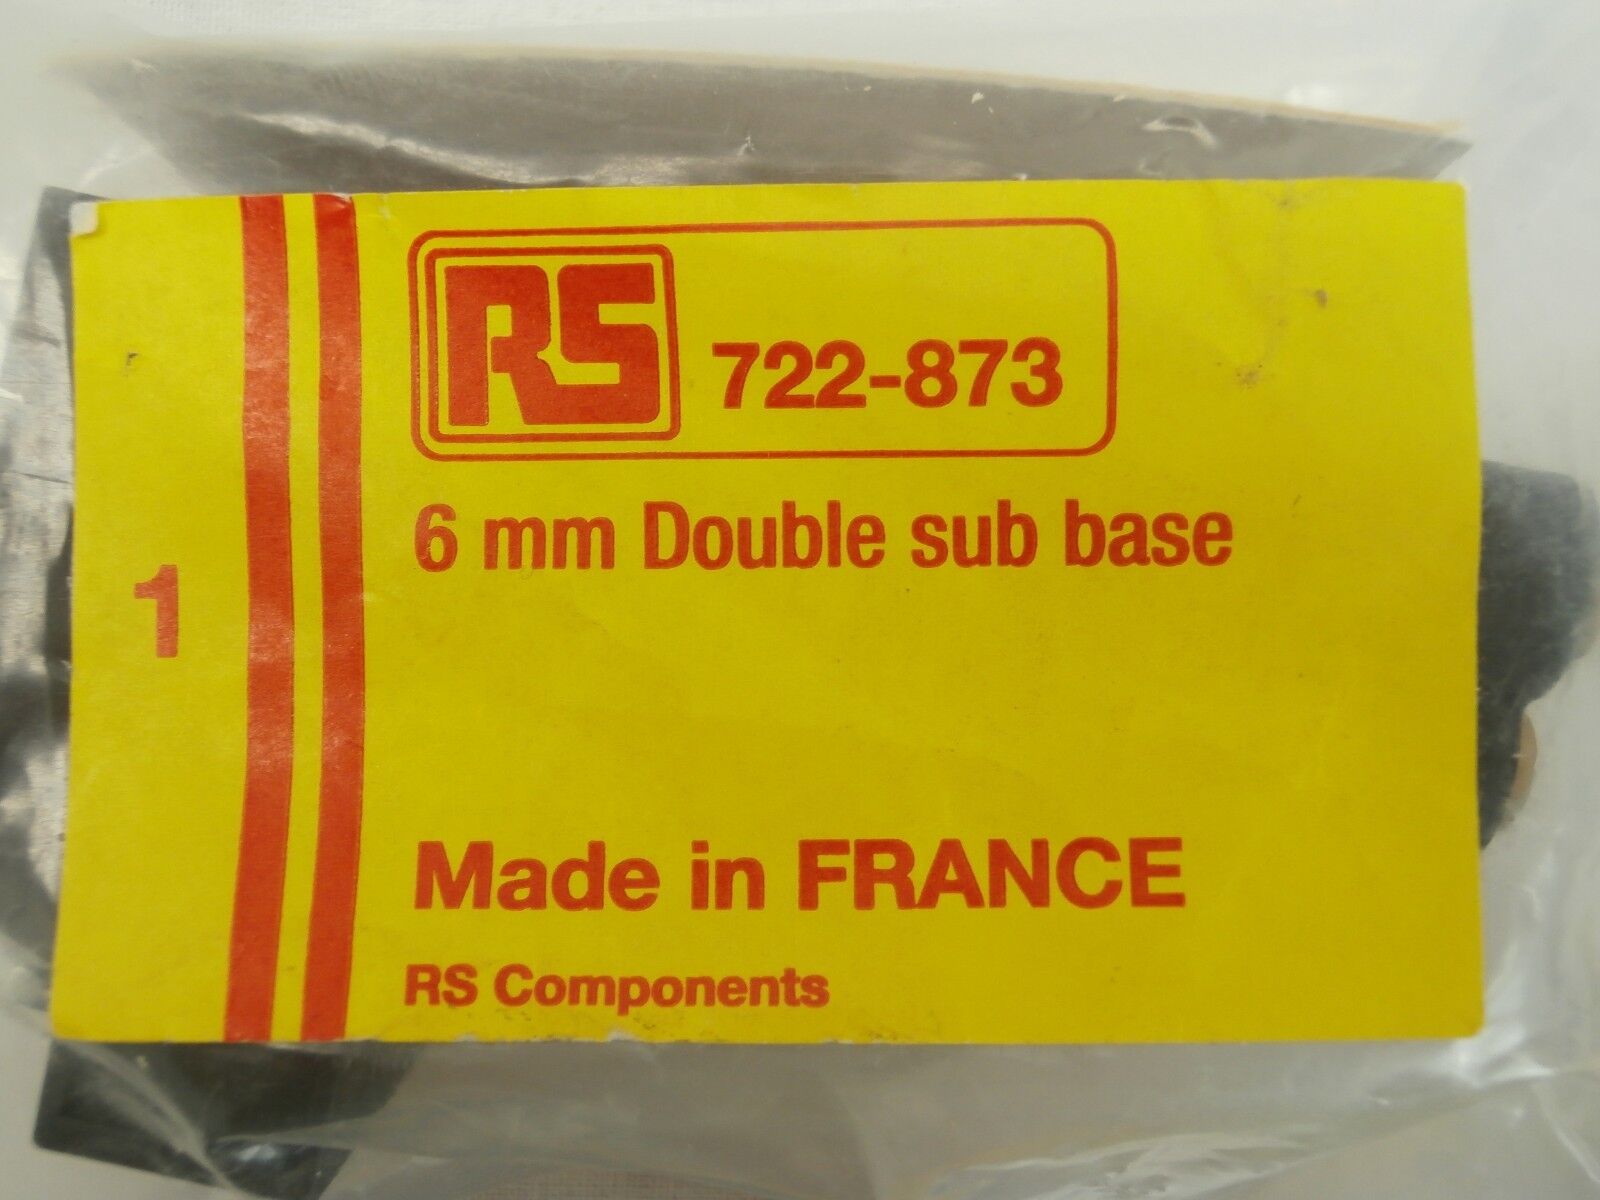 RS 722-873
6 mm Double sub base
1
Made in FRANCE
RS Components